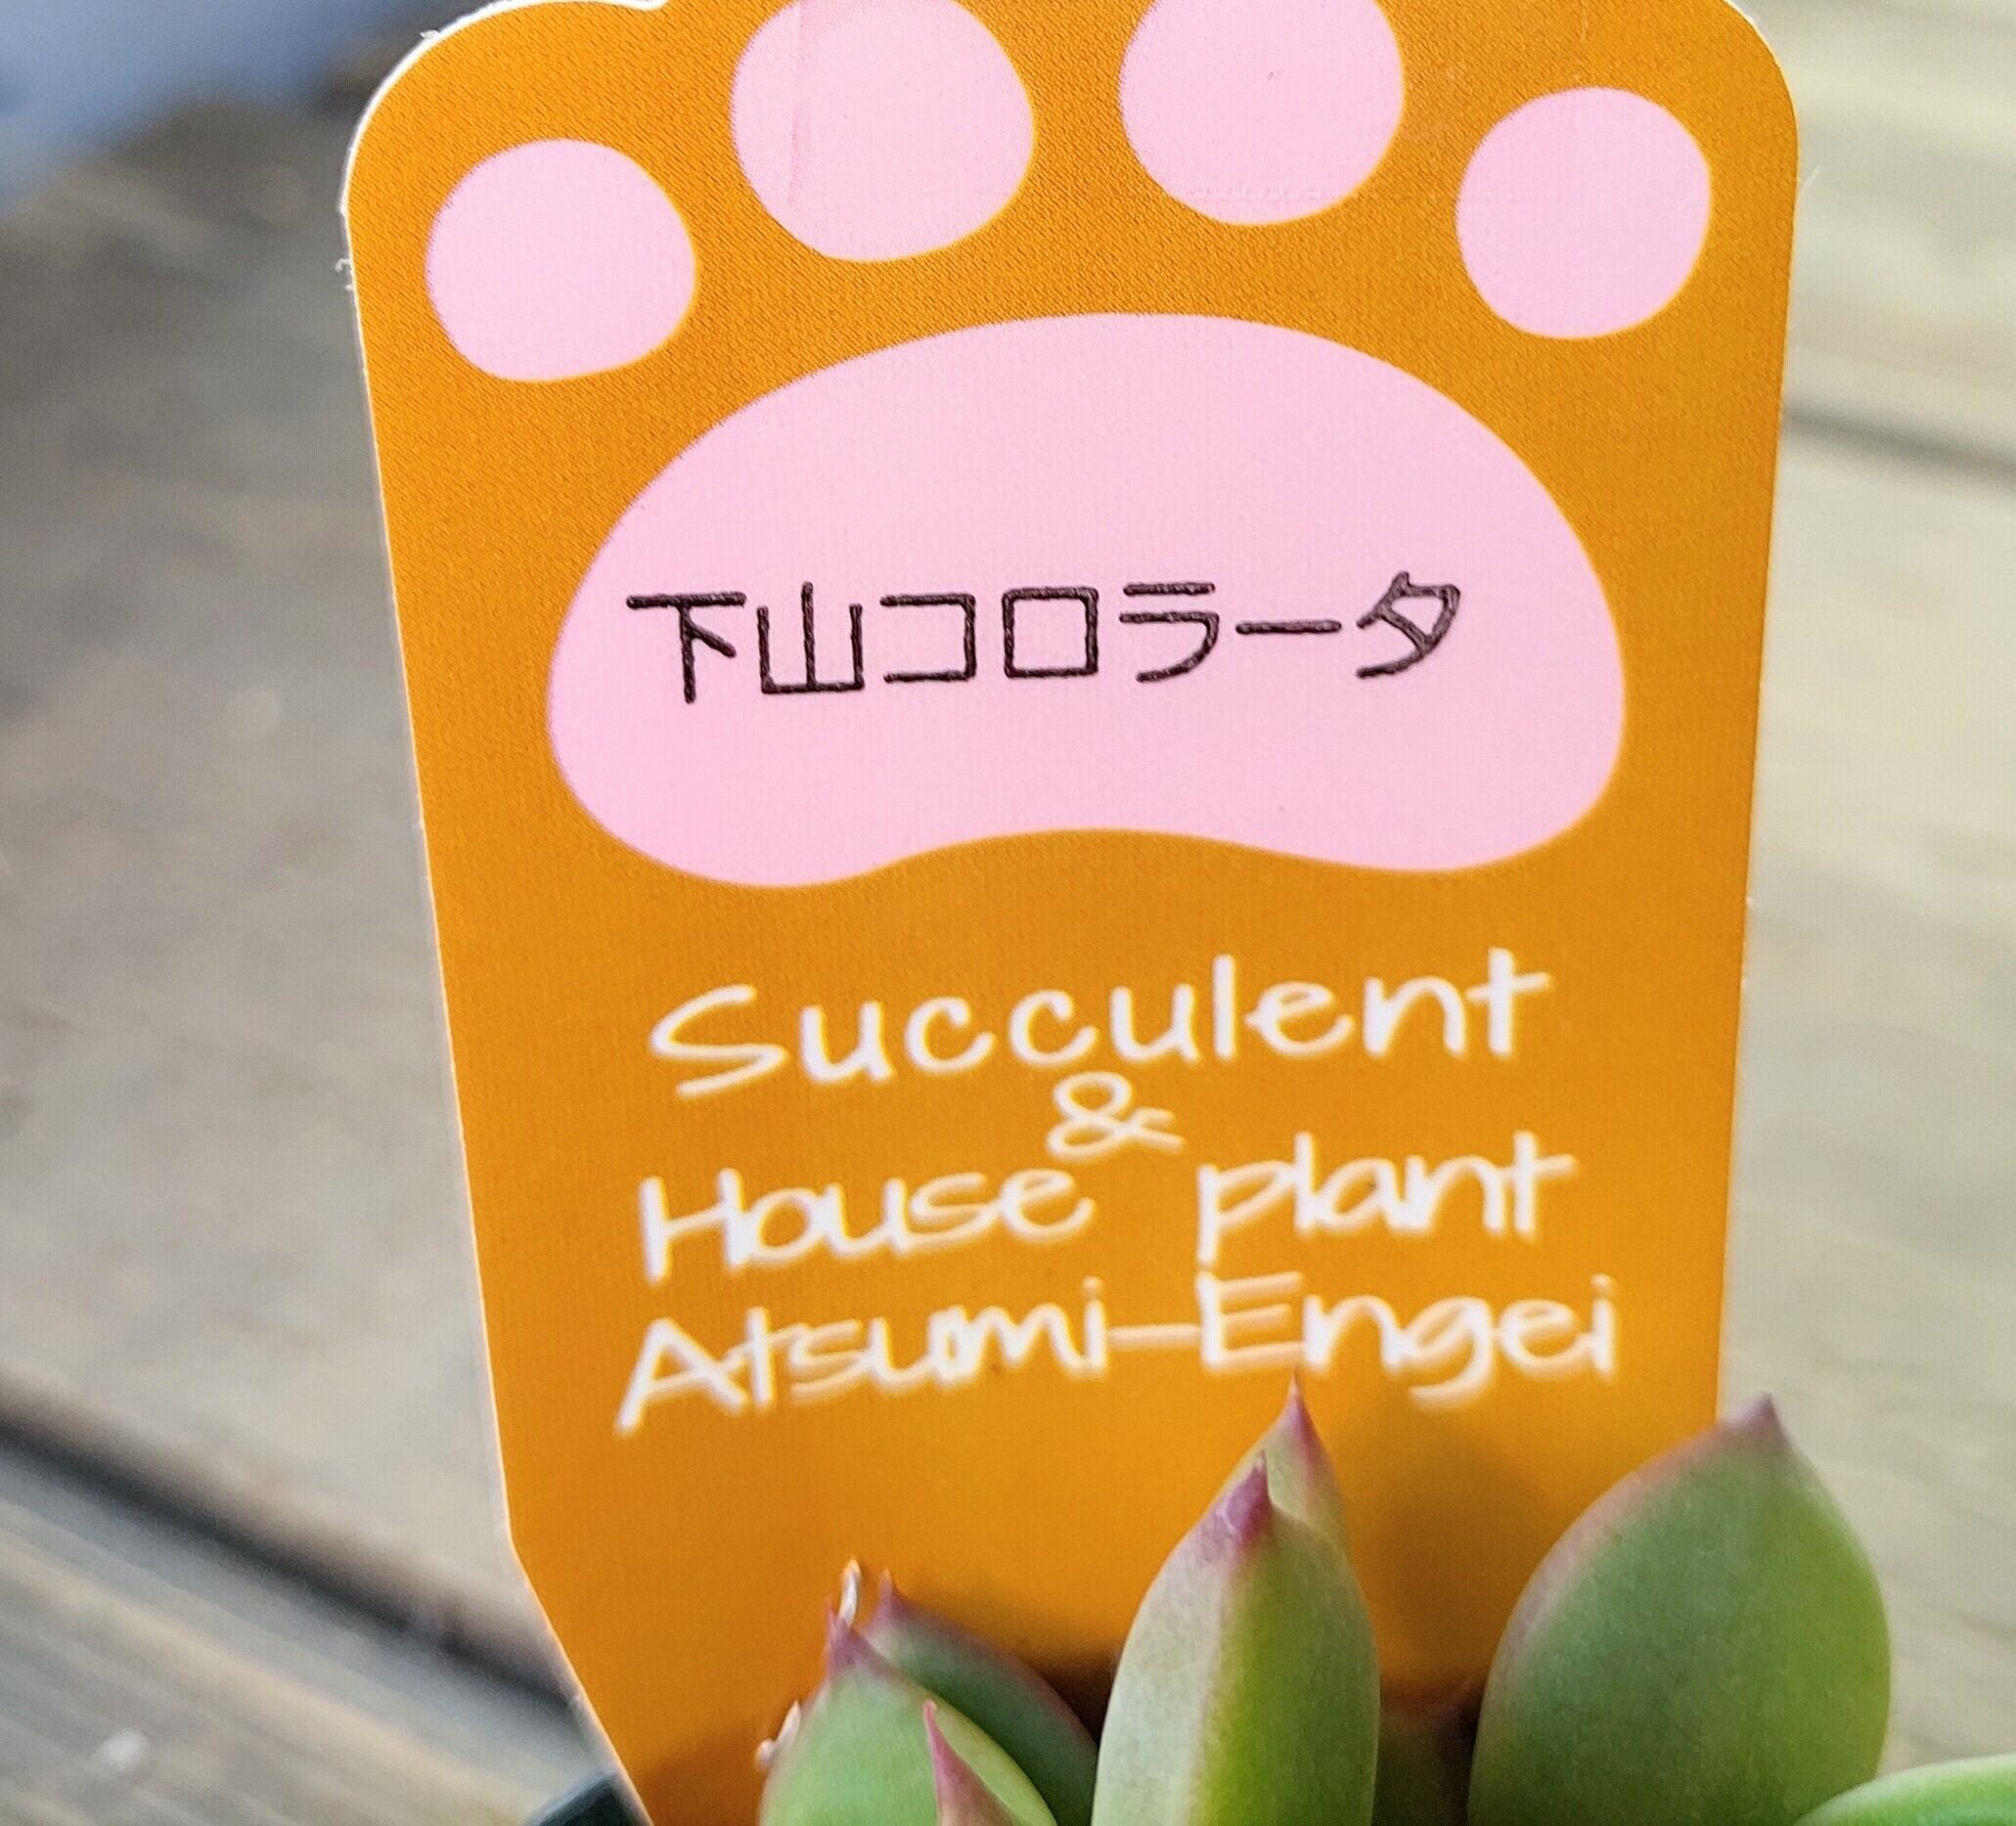 下山コロラータ
Succulent
&
House plant
Atsumi-Engei